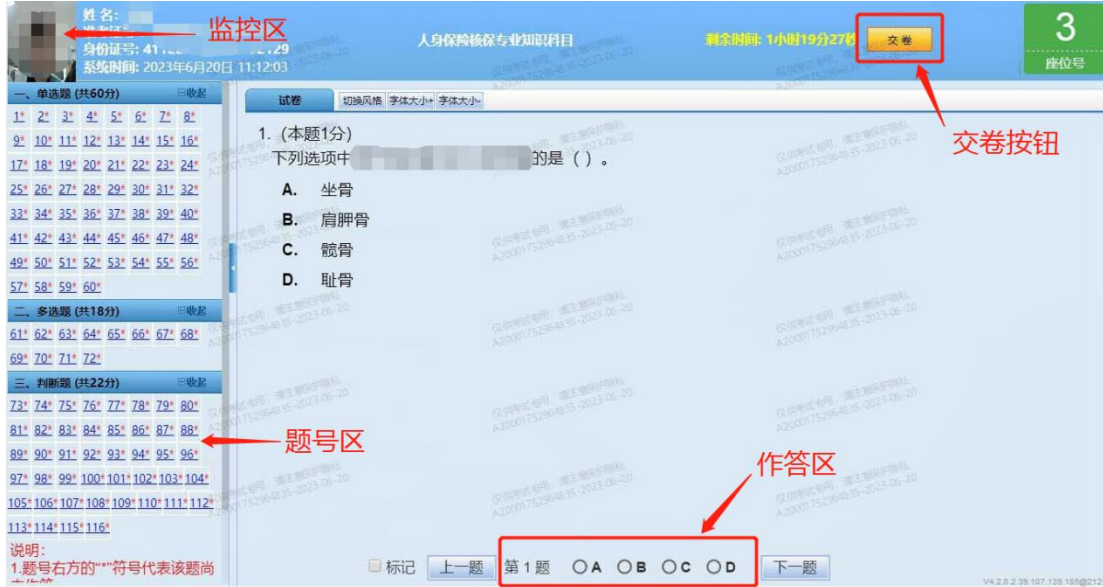 姓名:
监控区
身份证号: 41
29
系统时间: 2023年6月20日 11:12:03
人身保险核保专业知识科目
剩余时间: 1小时19分27秒
交卷
3
座位号
交卷按钮
一、单选题 (共60分) 收起
1* 2* 3* 4* 5* 6* 7* 8*
9* 10* 11* 12* 13* 14* 15* 16*
17* 18* 19* 20* 21* 22* 23* 24*
25* 26* 27* 28* 29* 30* 31* 32*
33* 34* 35* 36* 37* 38* 39* 40*
41* 42* 43* 44* 45* 46* 47* 48*
49* 50* 51* 52* 53* 54* 55* 56*
57* 58* 59* 60*
二、多选题 (共18分) 收起
61* 62* 63* 64* 65* 66* 67* 68*
69* 70* 71* 72*
三、判断题 (共22分) 收起
73* 74* 75* 76* 77* 78* 79* 80*
81* 82* 83* 84* 85* 86* 87* 88*
89* 90* 91* 92* 93* 94* 95* 96*
97* 98* 99* 100* 101* 102* 103* 104*
105* 106* 107* 108* 109* 110* 111* 112*
113* 114* 115* 116*
题号区
说明:
1.题号右方的"*"符号代表该题尚
试卷 切换风格 字体大小+ 字体大小-
1. (本题1分)
下列选项中 的是 ( ) 。
A. 坐骨
B. 肩胛骨
C. 髋骨
D. 耻骨
作答区
标记 上一题 第 1 题 A B C D 下一题